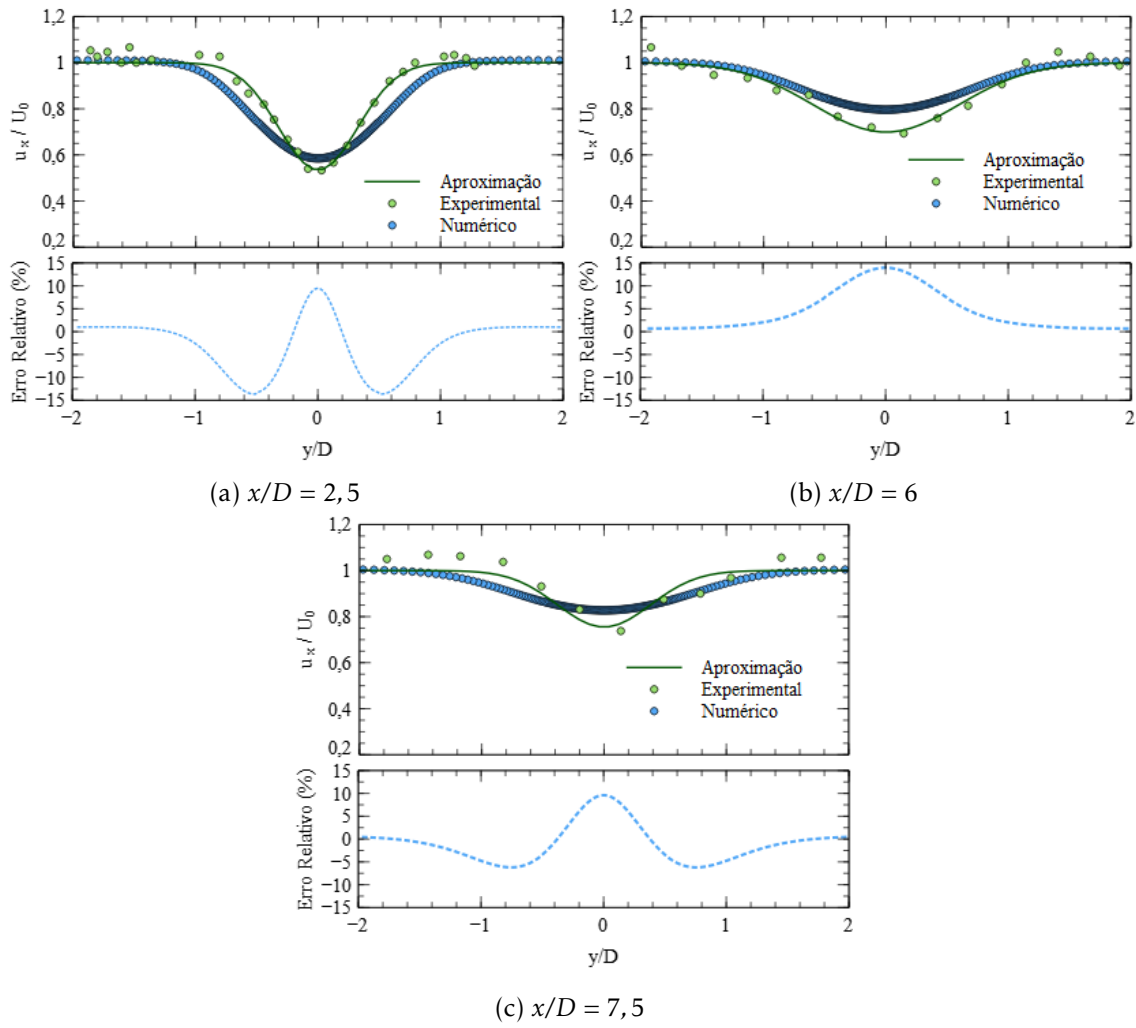 1,2
1
0,8
0,6
0,4
0,2
u_x / U_0
Aproximação
Experimental
Numérico
15
10
5
0
−5
−10
−15
Erro Relativo (%)
−2 −1 0 1 2
y/D
(a) x/D = 2,5
1,2
1
0,8
0,6
0,4
0,2
u_x / U_0
Aproximação
Experimental
Numérico
15
10
5
0
−5
−10
−15
Erro Relativo (%)
−2 −1 0 1 2
y/D
(b) x/D = 6
1,2
1
0,8
0,6
0,4
0,2
u_x / U_0
Aproximação
Experimental
Numérico
15
10
5
0
−5
−10
−15
Erro Relativo (%)
−2 −1 0 1 2
y/D
(c) x/D = 7,5